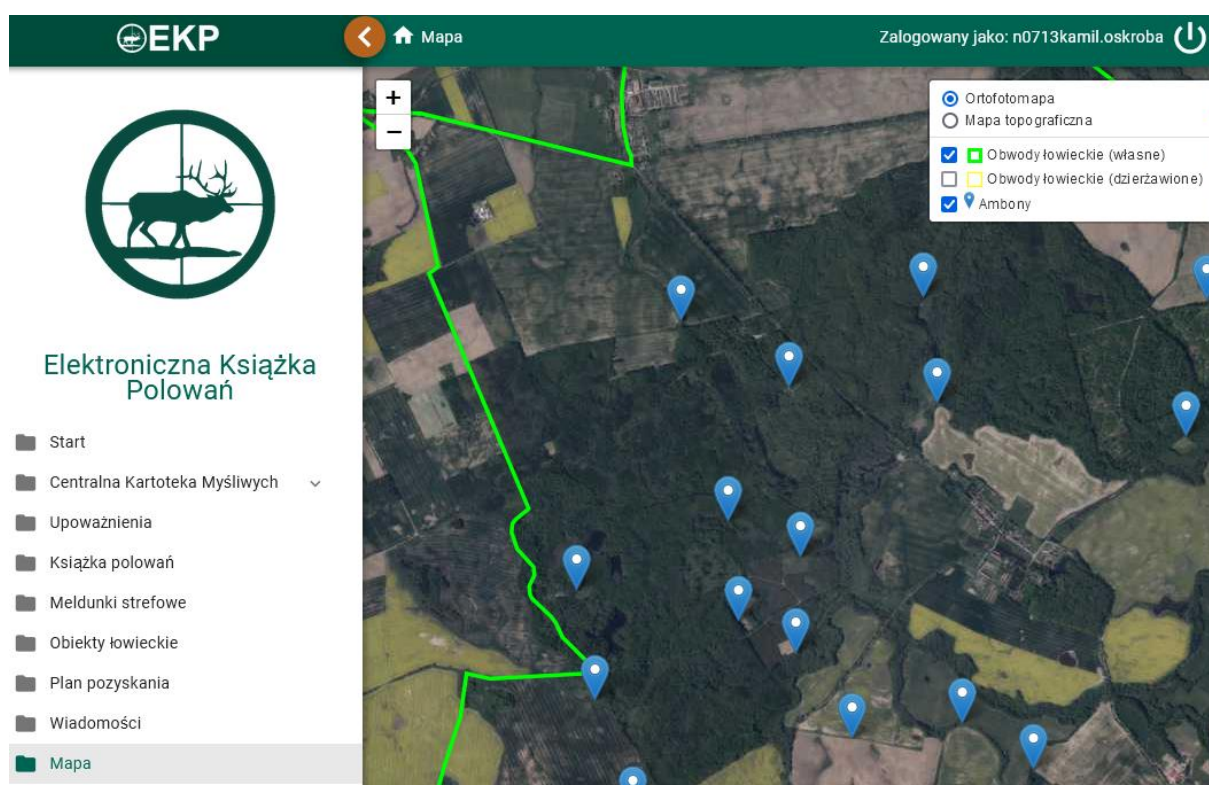 EKP
Mapa
Zalogowany jako: n0713kamil.oskroba
+
−
Ortofotomapa
Mapa topograficzna
Obwody łowieckie (własne)
Obwody łowieckie (dzierżawione)
Ambony
Elektroniczna Książka
Polowań
Start
Centralna Kartoteka Myśliwych
Upoważnienia
Książka polowań
Meldunki strefowe
Obiekty łowieckie
Plan pozyskania
Wiadomości
Mapa